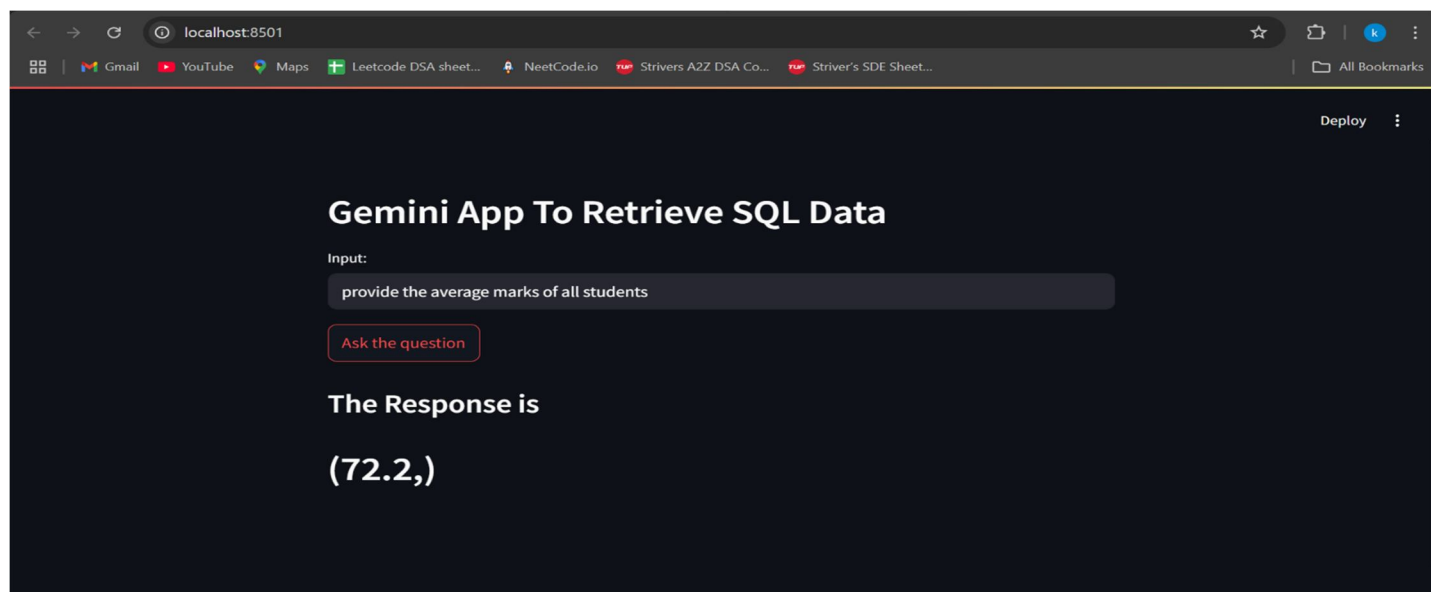 localhost:8501
k
Gmail YouTube Maps Leetcode DSA sheet... NeetCode.io TUF Strivers A2Z DSA Co... TUF Striver's SDE Sheet... All Bookmarks
Deploy
Gemini App To Retrieve SQL Data
Input:
provide the average marks of all students
Ask the question
The Response is
(72.2,)